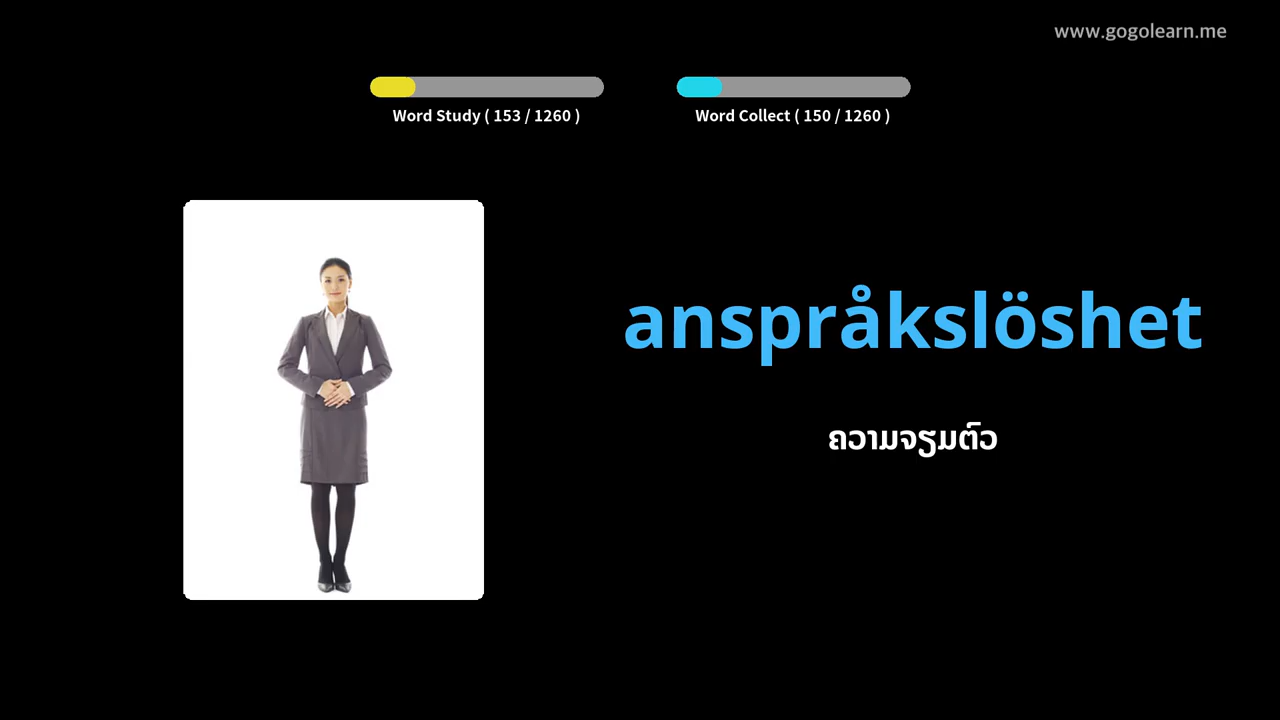 www.gogolearn.me
Word Study ( 153 / 1260 )
Word Collect ( 150 / 1260 )
anspråkslöshet
ຄວາມຈຽມຕົວ